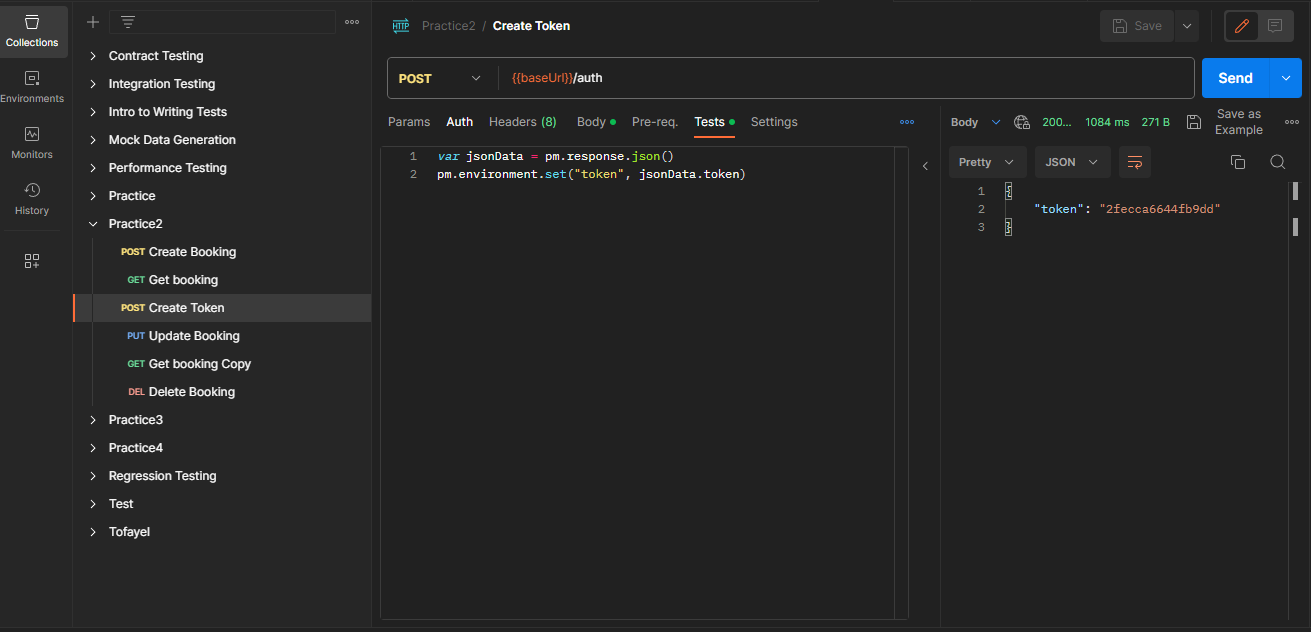 Collections
Environments
Monitors
History
Contract Testing
Integration Testing
Intro to Writing Tests
Mock Data Generation
Performance Testing
Practice
Practice2
POST Create Booking
GET Get booking
POST Create Token
PUT Update Booking
GET Get booking Copy
DEL Delete Booking
Practice3
Practice4
Regression Testing
Test
Tofayel
HTTP Practice2 / Create Token
Save
POST {{baseUrl}}/auth
Send
Params Auth Headers (8) Body Pre-req. Tests Settings
1 var jsonData = pm.response.json()
2 pm.environment.set("token", jsonData.token)
Body 200... 1084 ms 271 B Save as
Example
Pretty JSON
1 {
2 "token": "2fecca6644fb9dd"
3 }